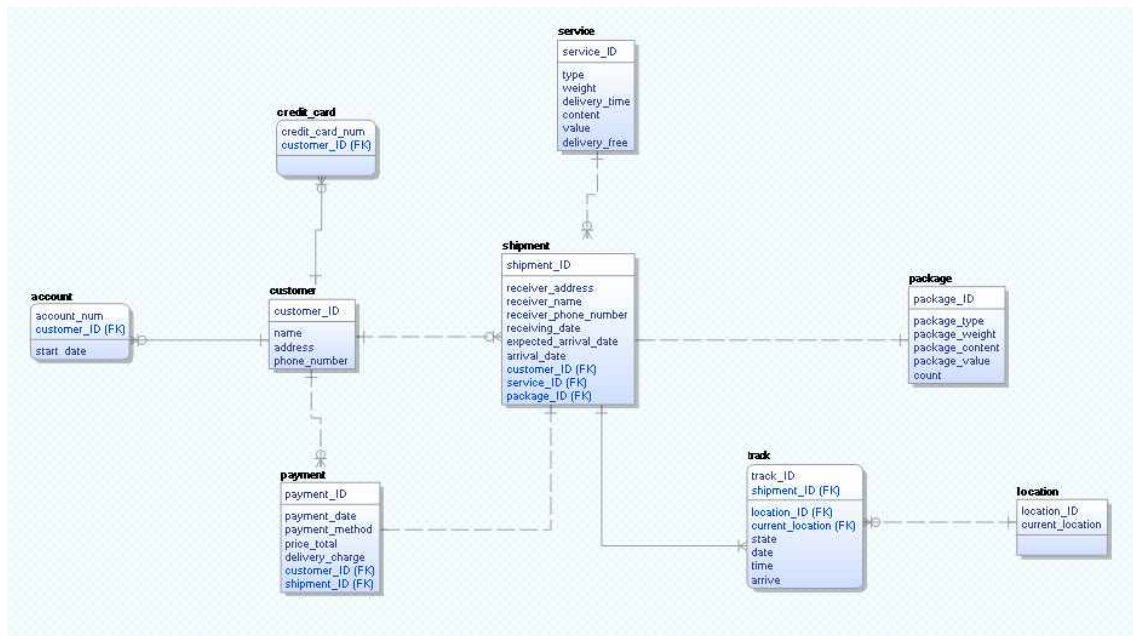 service
service_ID
type
weight
delivery_time
content
value
delivery_free
credit_card
credit_card_num
customer_ID (FK)
shipment
shipment_ID
receiver_address
receiver_name
receiver_phone_number
receiving_date
expected_arrival_date
arrival_date
customer_ID (FK)
service_ID (FK)
package_ID (FK)
package
package_ID
package_type
package_weight
package_content
package_value
count
account
account_num
customer_ID (FK)
start_date
customer
customer_ID
name
address
phone_number
payment
payment_ID
payment_date
payment_method
price_total
delivery_charge
customer_ID (FK)
shipment_ID (FK)
track
track_ID
shipment_ID (FK)
location_ID (FK)
current_location (FK)
state
date
time
arrive
location
location_ID
current_location